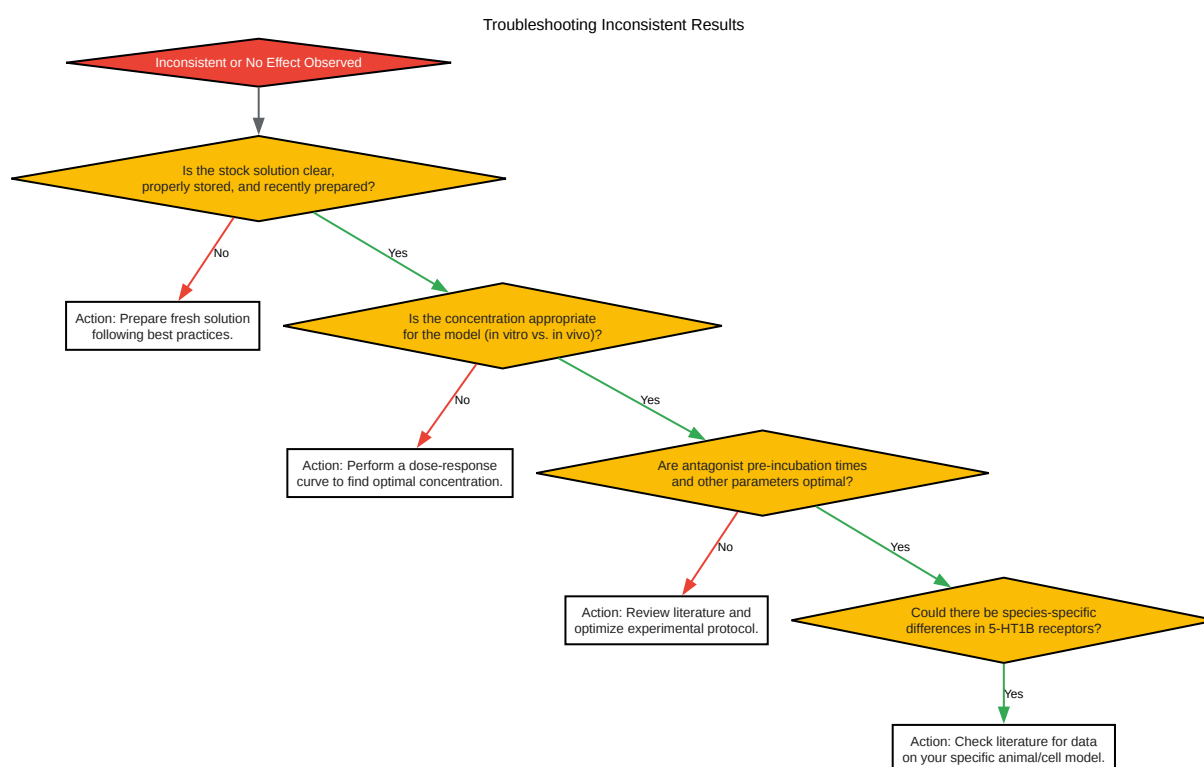 Troubleshooting Inconsistent Results
Inconsistent or No Effect Observed
Is the stock solution clear,
properly stored, and recently prepared?
No
Yes
Action: Prepare fresh solution
following best practices.
Is the concentration appropriate
for the model (in vitro vs. in vivo)?
No
Yes
Action: Perform a dose-response
curve to find optimal concentration.
Are antagonist pre-incubation times
and other parameters optimal?
No
Yes
Action: Review literature and
optimize experimental protocol.
Could there be species-specific
differences in 5-HT1B receptors?
Yes
Action: Check literature for data
on your specific animal/cell model.